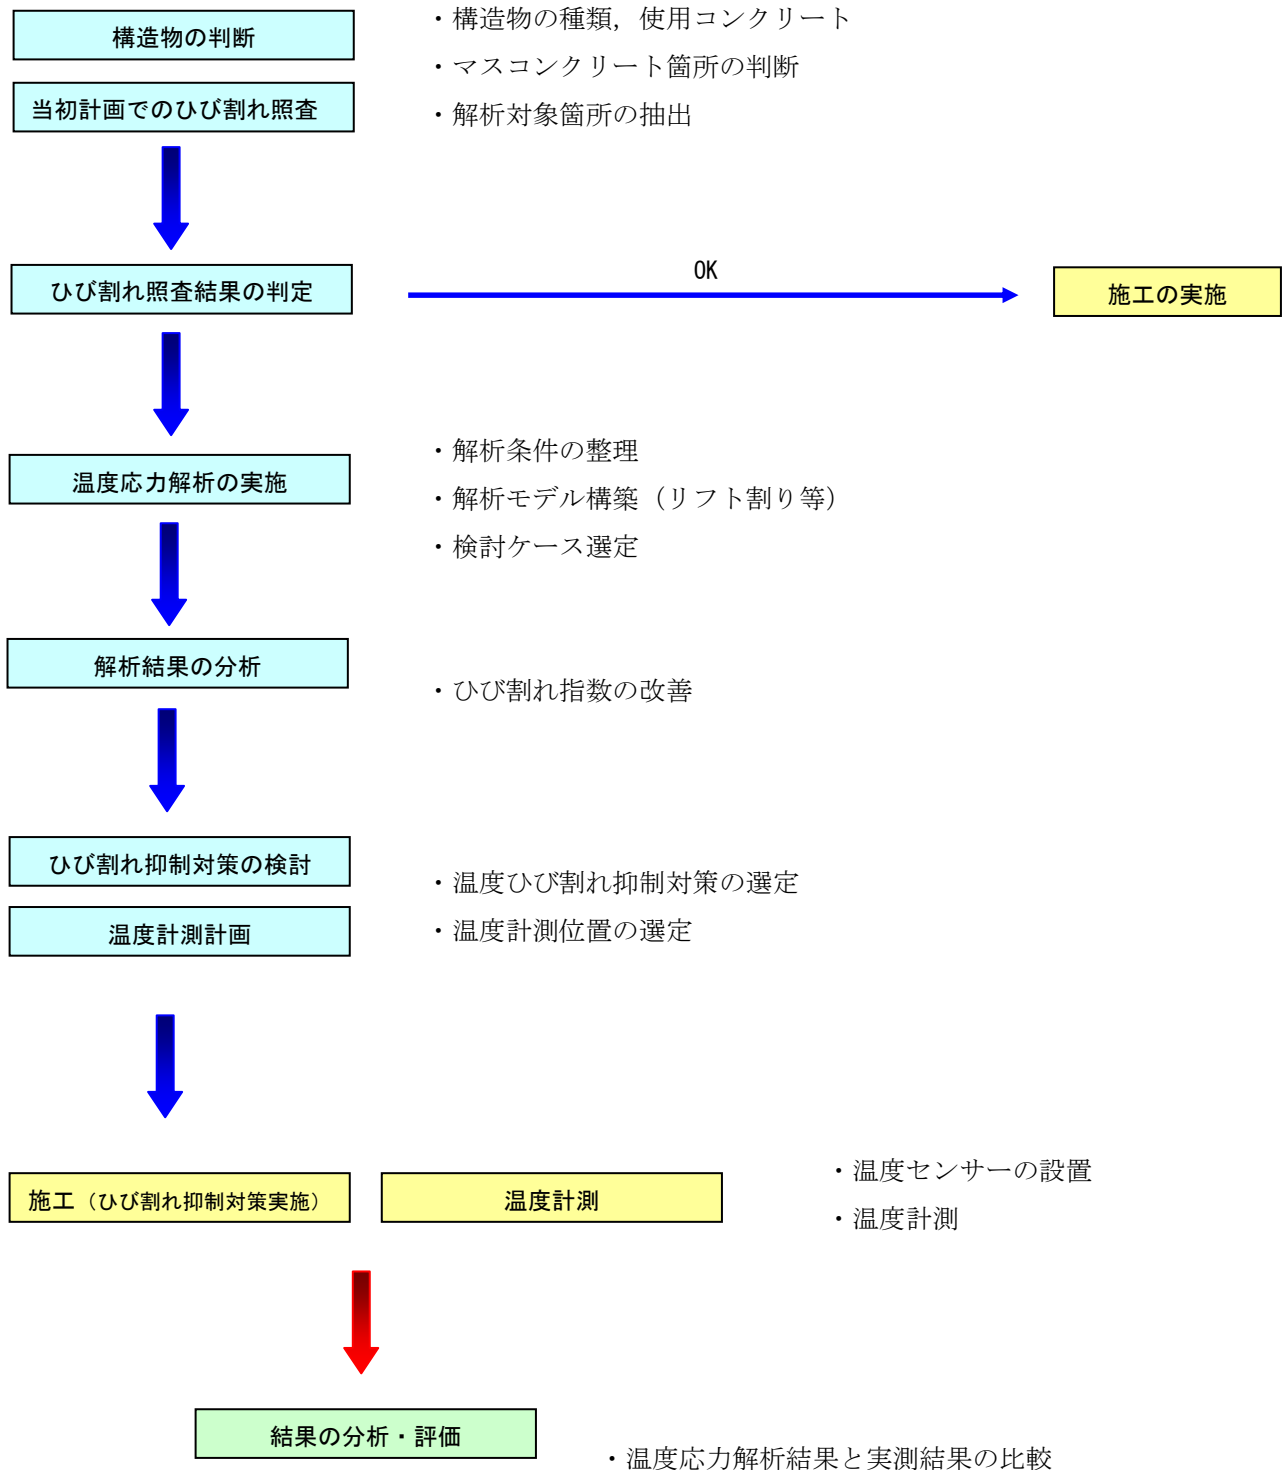 構造物の判断
・構造物の種類，使用コンクリート
・マスコンクリート箇所の判断
当初計画でのひび割れ照査
・解析対象箇所の抽出
ひび割れ照査結果の判定
OK
施工の実施
・解析条件の整理
温度応力解析の実施
・解析モデル構築（リフト割り等）
・検討ケース選定
解析結果の分析
・ひび割れ指数の改善
ひび割れ抑制対策の検討
・温度ひび割れ抑制対策の選定
温度計測計画
・温度計測位置の選定
施工（ひび割れ抑制対策実施）
温度計測
・温度センサーの設置
・温度計測
結果の分析・評価
・温度応力解析結果と実測結果の比較